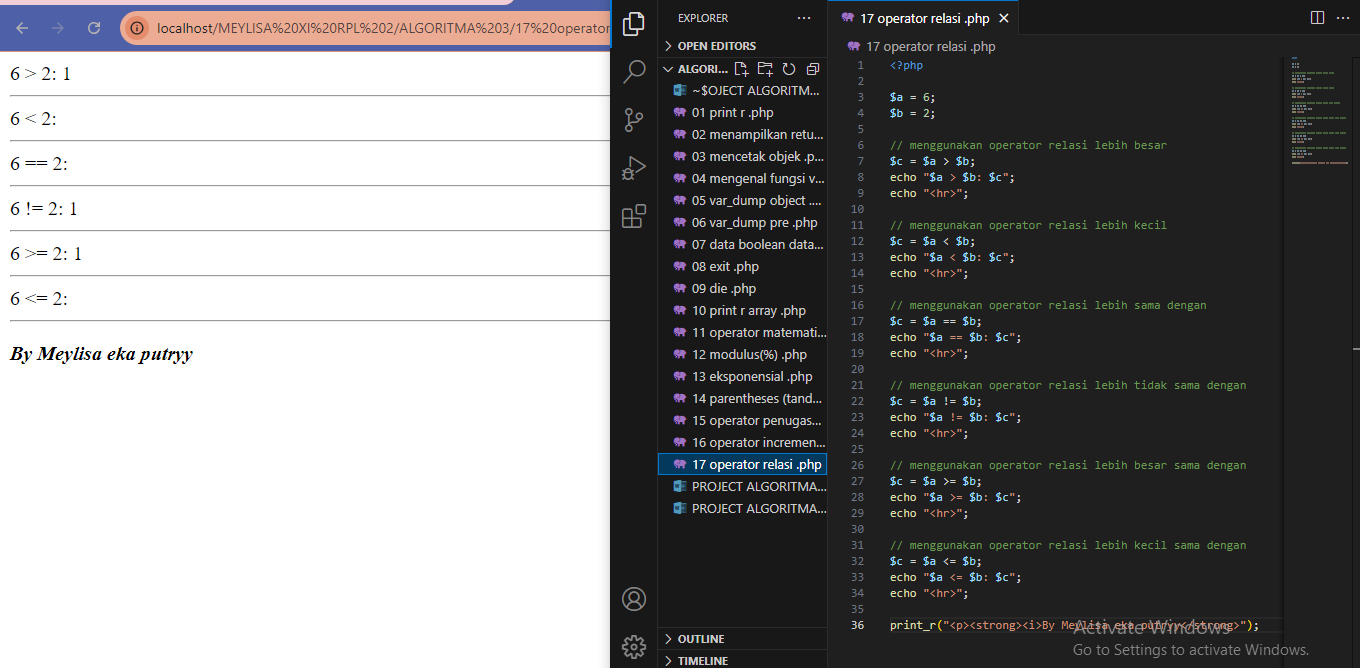 localhost/MEYLISA%20XI%20RPL%202/ALGORITMA%203/17%20operator
6 > 2: 1
6 < 2:
6 == 2:
6 != 2: 1
6 >= 2: 1
6 <= 2:
By Meylisa eka putryy
EXPLORER
OPEN EDITORS
ALGORI...
~$OJECT ALGORITM...
01 print r .php
02 menampilkan retu...
03 mencetak objek .p...
04 mengenal fungsi v...
05 var_dump object ....
06 var_dump pre .php
07 data boolean data...
08 exit .php
09 die .php
10 print r array .php
11 operator matemati...
12 modulus(%) .php
13 eksponensial .php
14 parentheses (tand...
15 operator penugas...
16 operator incremen...
17 operator relasi .php
PROJECT ALGORITMA...
PROJECT ALGORITMA...
OUTLINE
TIMELINE
17 operator relasi .php
17 operator relasi .php
1 <?php
2
3 $a = 6;
4 $b = 2;
5
6 // menggunakan operator relasi lebih besar
7 $c = $a > $b;
8 echo "$a > $b: $c";
9 echo "<hr>";
10
11 // menggunakan operator relasi lebih kecil
12 $c = $a < $b;
13 echo "$a < $b: $c";
14 echo "<hr>";
15
16 // menggunakan operator relasi lebih sama dengan
17 $c = $a == $b;
18 echo "$a == $b: $c";
19 echo "<hr>";
20
21 // menggunakan operator relasi lebih tidak sama dengan
22 $c = $a != $b;
23 echo "$a != $b: $c";
24 echo "<hr>";
25
26 // menggunakan operator relasi lebih besar sama dengan
27 $c = $a >= $b;
28 echo "$a >= $b: $c";
29 echo "<hr>";
30
31 // menggunakan operator relasi lebih kecil sama dengan
32 $c = $a <= $b;
33 echo "$a <= $b: $c";
34 echo "<hr>";
35
36 print_r("<p><strong><i>By Meylisa eka putryy</strong>");
Activate Windows
Go to Settings to activate Windows.